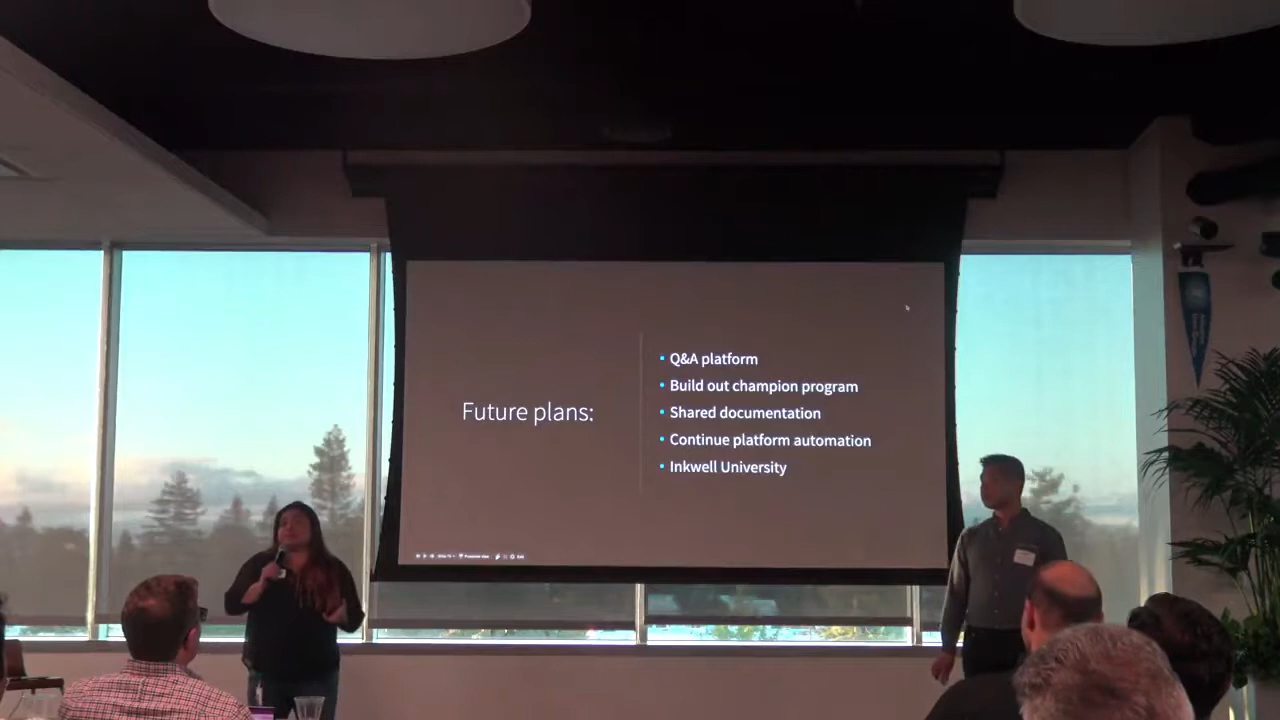 Future plans:
Q&A platform
Build out champion program
Shared documentation
Continue platform automation
Inkwell University